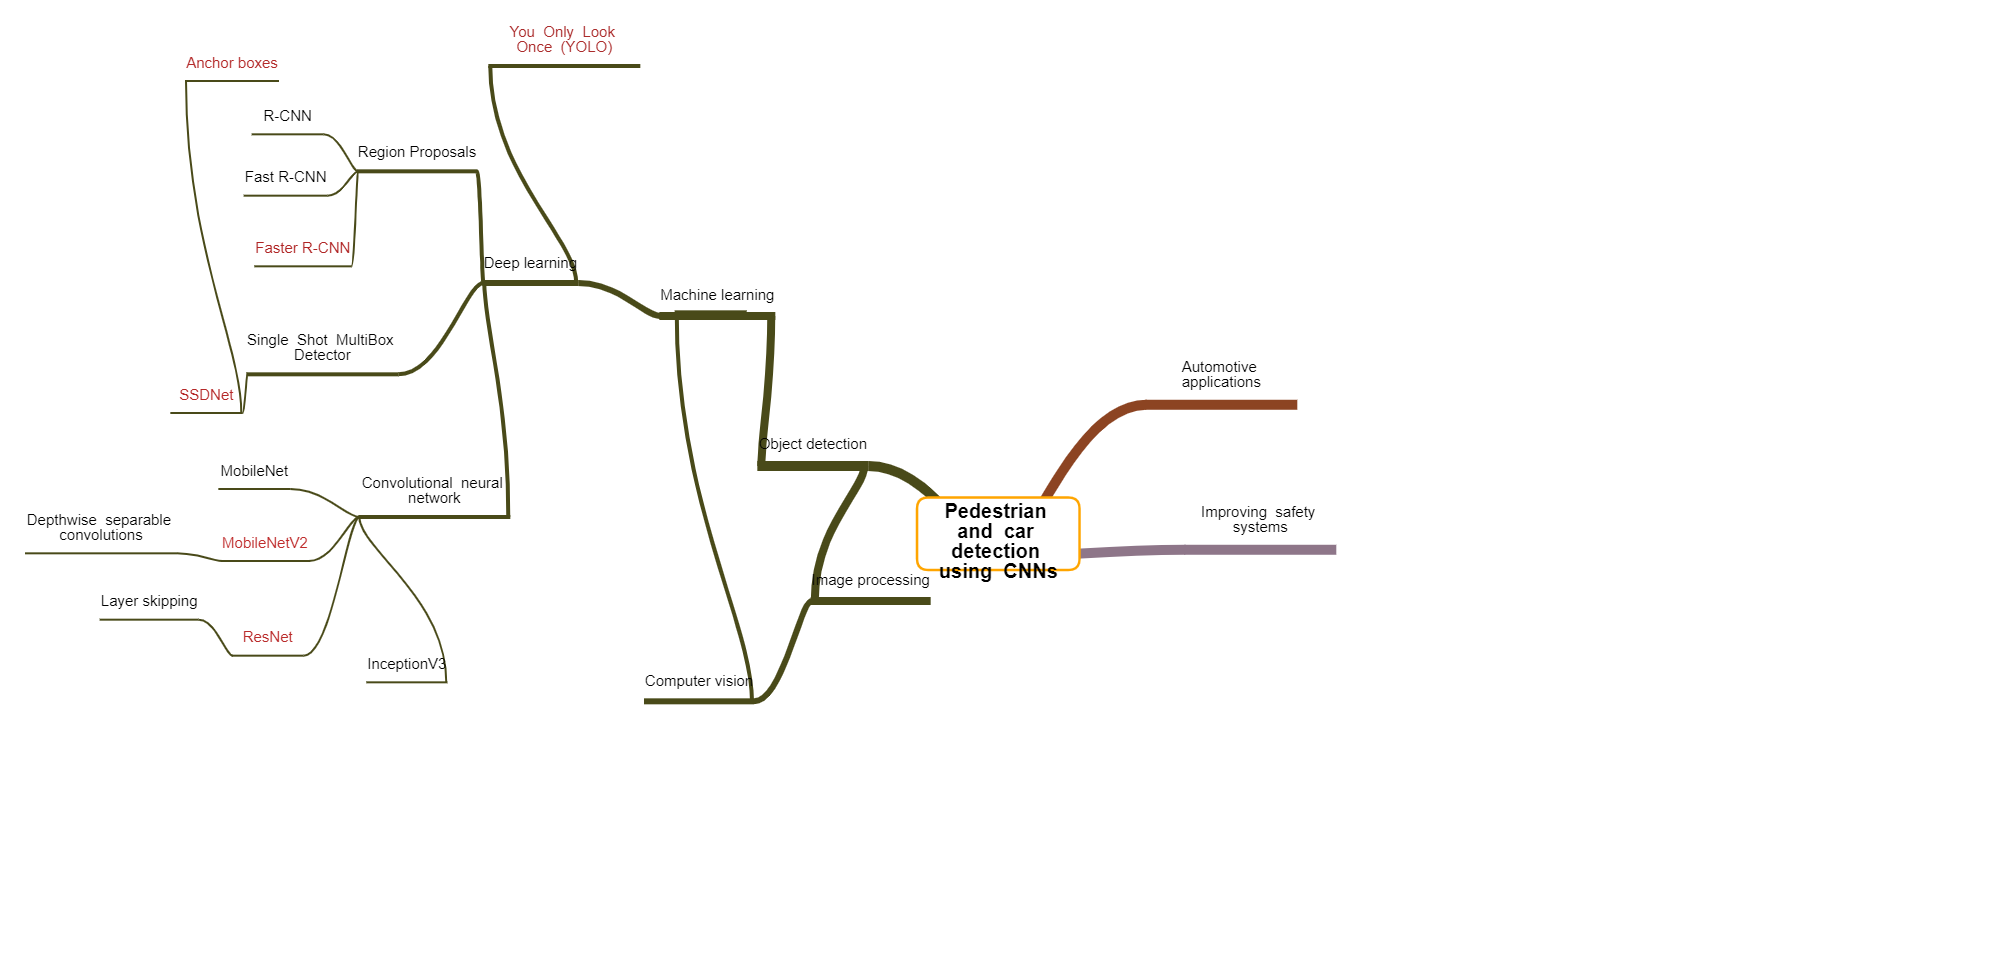 You Only Look
Once (YOLO)
Anchor boxes
R-CNN
Region Proposals
Fast R-CNN
Faster R-CNN
Deep learning
Machine learning
Single Shot MultiBox
Detector
SSDNet
Automotive
applications
Object detection
MobileNet
Convolutional neural
network
Depthwise separable
convolutions
MobileNetV2
Pedestrian
and car
detection
using CNNs
Improving safety
systems
Image processing
Layer skipping
ResNet
InceptionV3
Computer vision